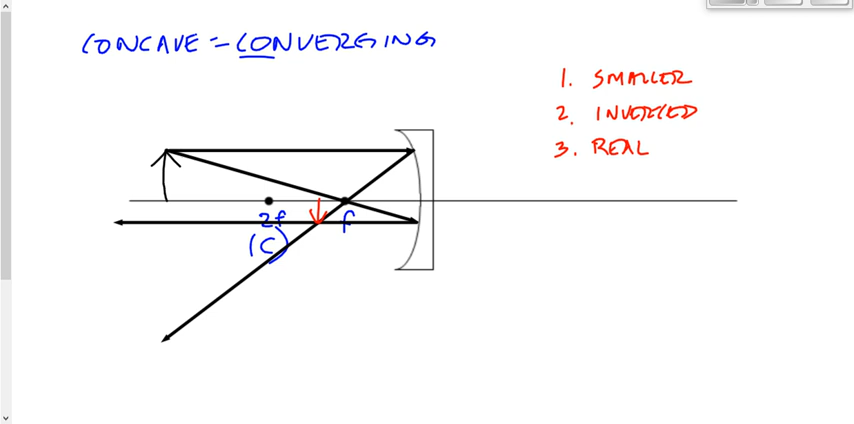 CONCAVE = CONVERGING
1. SMALLER
2. INVERTED
3. REAL
2f
f
(C)